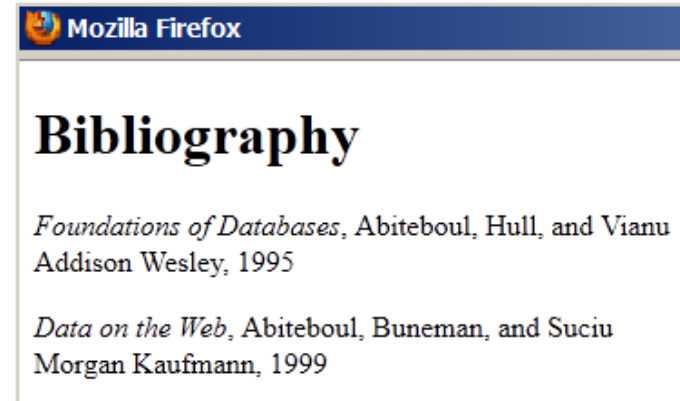 Mozilla Firefox
Bibliography
Foundations of Databases, Abiteboul, Hull, and Vianu
Addison Wesley, 1995
Data on the Web, Abiteboul, Buneman, and Suciu
Morgan Kaufmann, 1999